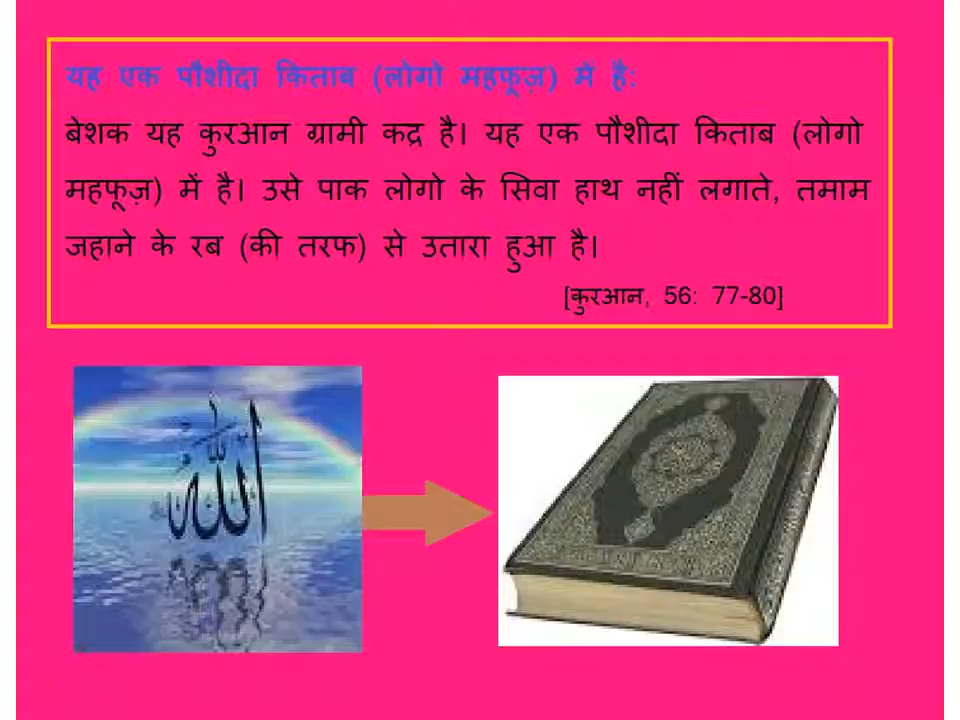 यह एक पौशीदा किताब (लोगो महफूज़) में है:
बेशक यह कुरआन ग्रामी कद्र है। यह एक पौशीदा किताब (लोगो
महफूज़) में है। उसे पाक लोगो के सिवा हाथ नहीं लगाते, तमाम
जहाने के रब (की तरफ) से उतारा हुआ है।
[कुरआन, 56: 77-80]
الله